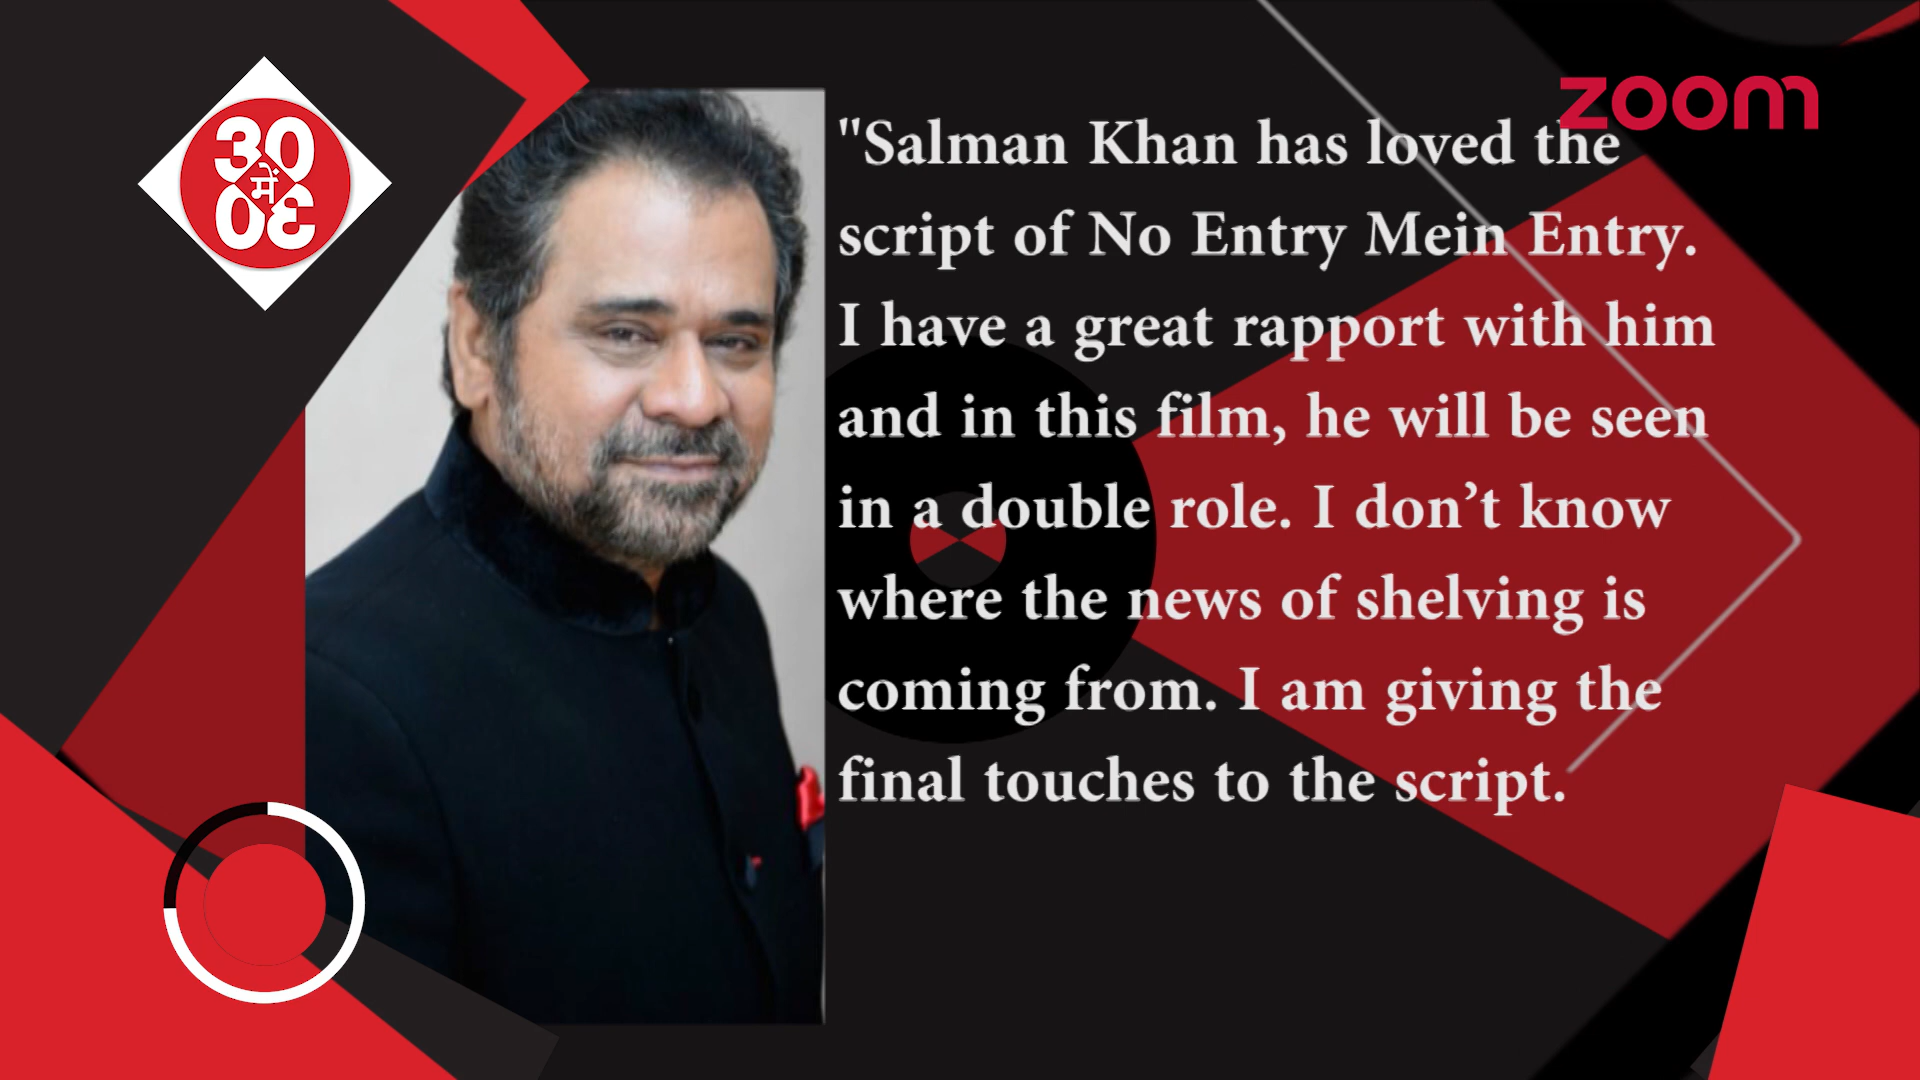 30
में
30
zoom
"Salman Khan has loved the
script of No Entry Mein Entry.
I have a great rapport with him
and in this film, he will be seen
in a double role. I don’t know
where the news of shelving is
coming from. I am giving the
final touches to the script.